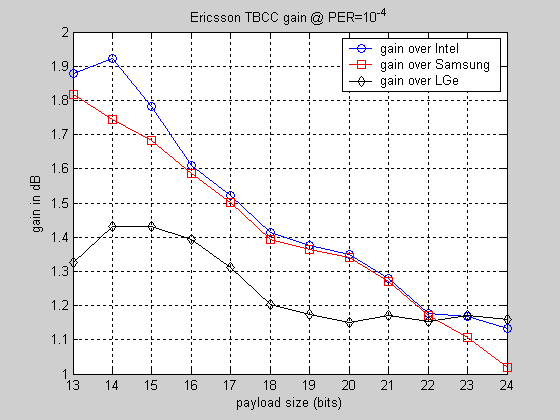 Ericsson TBCC gain @ PER=10^-4
gain over Intel
gain over Samsung
gain over LGe
2
1.9
1.8
1.7
1.6
1.5
1.4
1.3
1.2
1.1
1
gain in dB
13 14 15 16 17 18 19 20 21 22 23 24
payload size (bits)